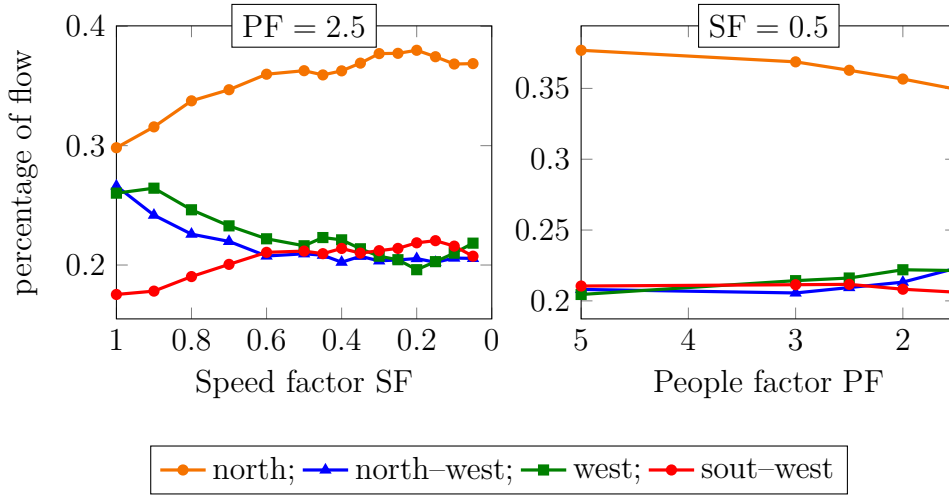 PF = 2.5
SF = 0.5
percentage of flow
0.4
0.3
0.2
1 0.8 0.6 0.4 0.2 0
Speed factor SF
0.35
0.3
0.25
0.2
5 4 3 2
People factor PF
north; north–west; west; sout–west